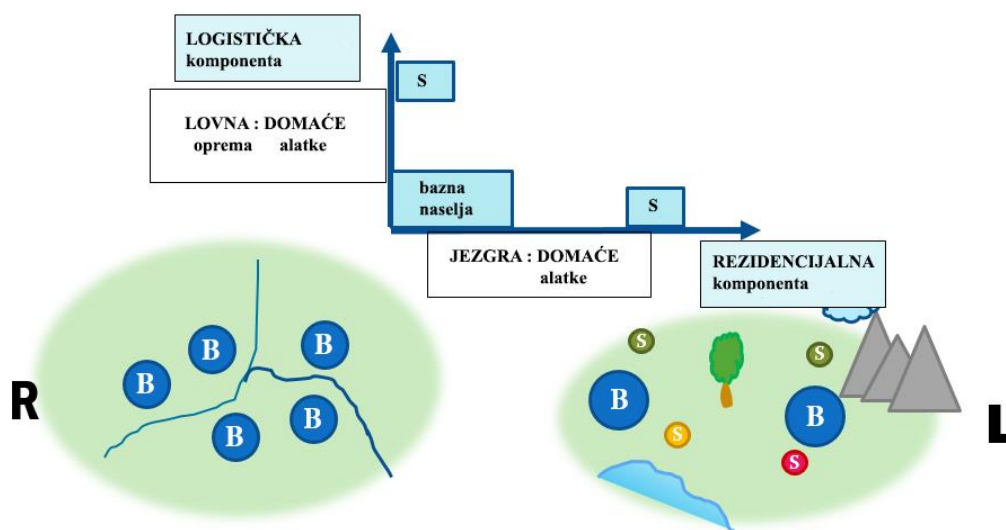 LOGISTIČKA
komponenta
S
LOVNA : DOMAĆE
oprema alatke
bazna
naselja
S
JEZGRA : DOMAĆE
alatke
REZIDENCIJALNA
komponenta
R
B
B
B
B
B
S
S
B
B
S
S
L